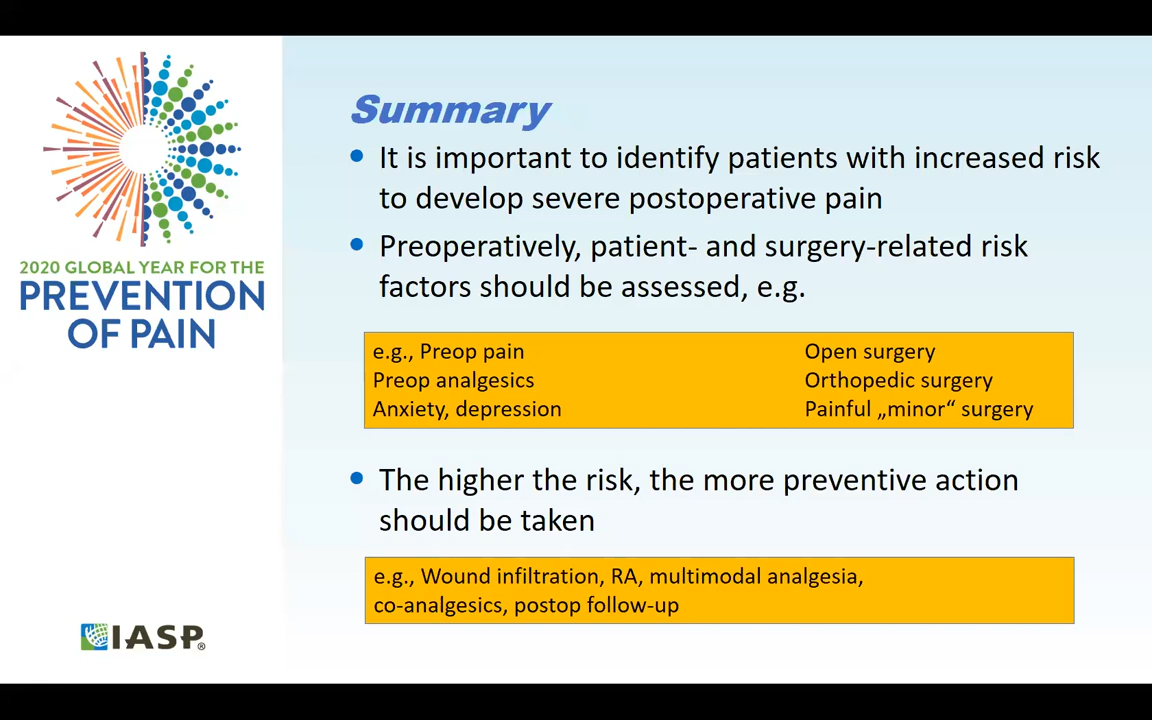 2020 GLOBAL YEAR FOR THE
PREVENTION
OF PAIN
IASP®
Summary
• It is important to identify patients with increased risk
to develop severe postoperative pain
• Preoperatively, patient- and surgery-related risk
factors should be assessed, e.g.
e.g., Preop pain
Preop analgesics
Anxiety, depression
Open surgery
Orthopedic surgery
Painful „minor“ surgery
• The higher the risk, the more preventive action
should be taken
e.g., Wound infiltration, RA, multimodal analgesia,
co-analgesics, postop follow-up